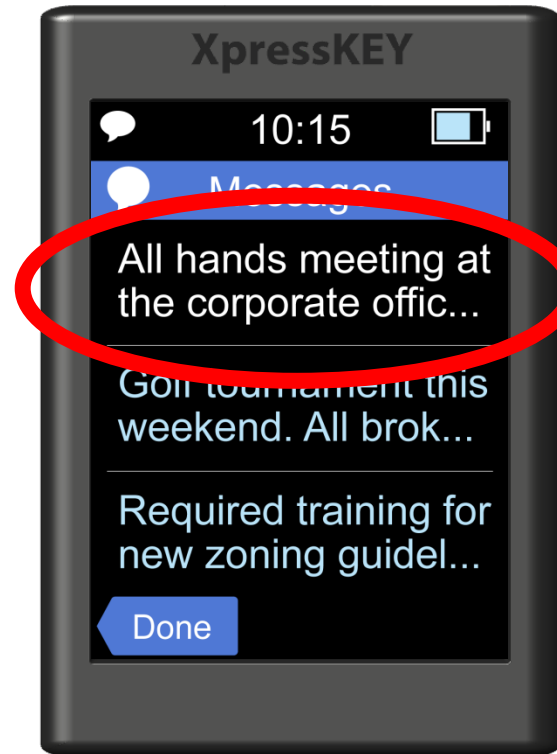 XpressKEY
10:15
Messages
All hands meeting at
the corporate offic...
Golf tournament this
weekend. All brok...
Required training for
new zoning guidel...
Done